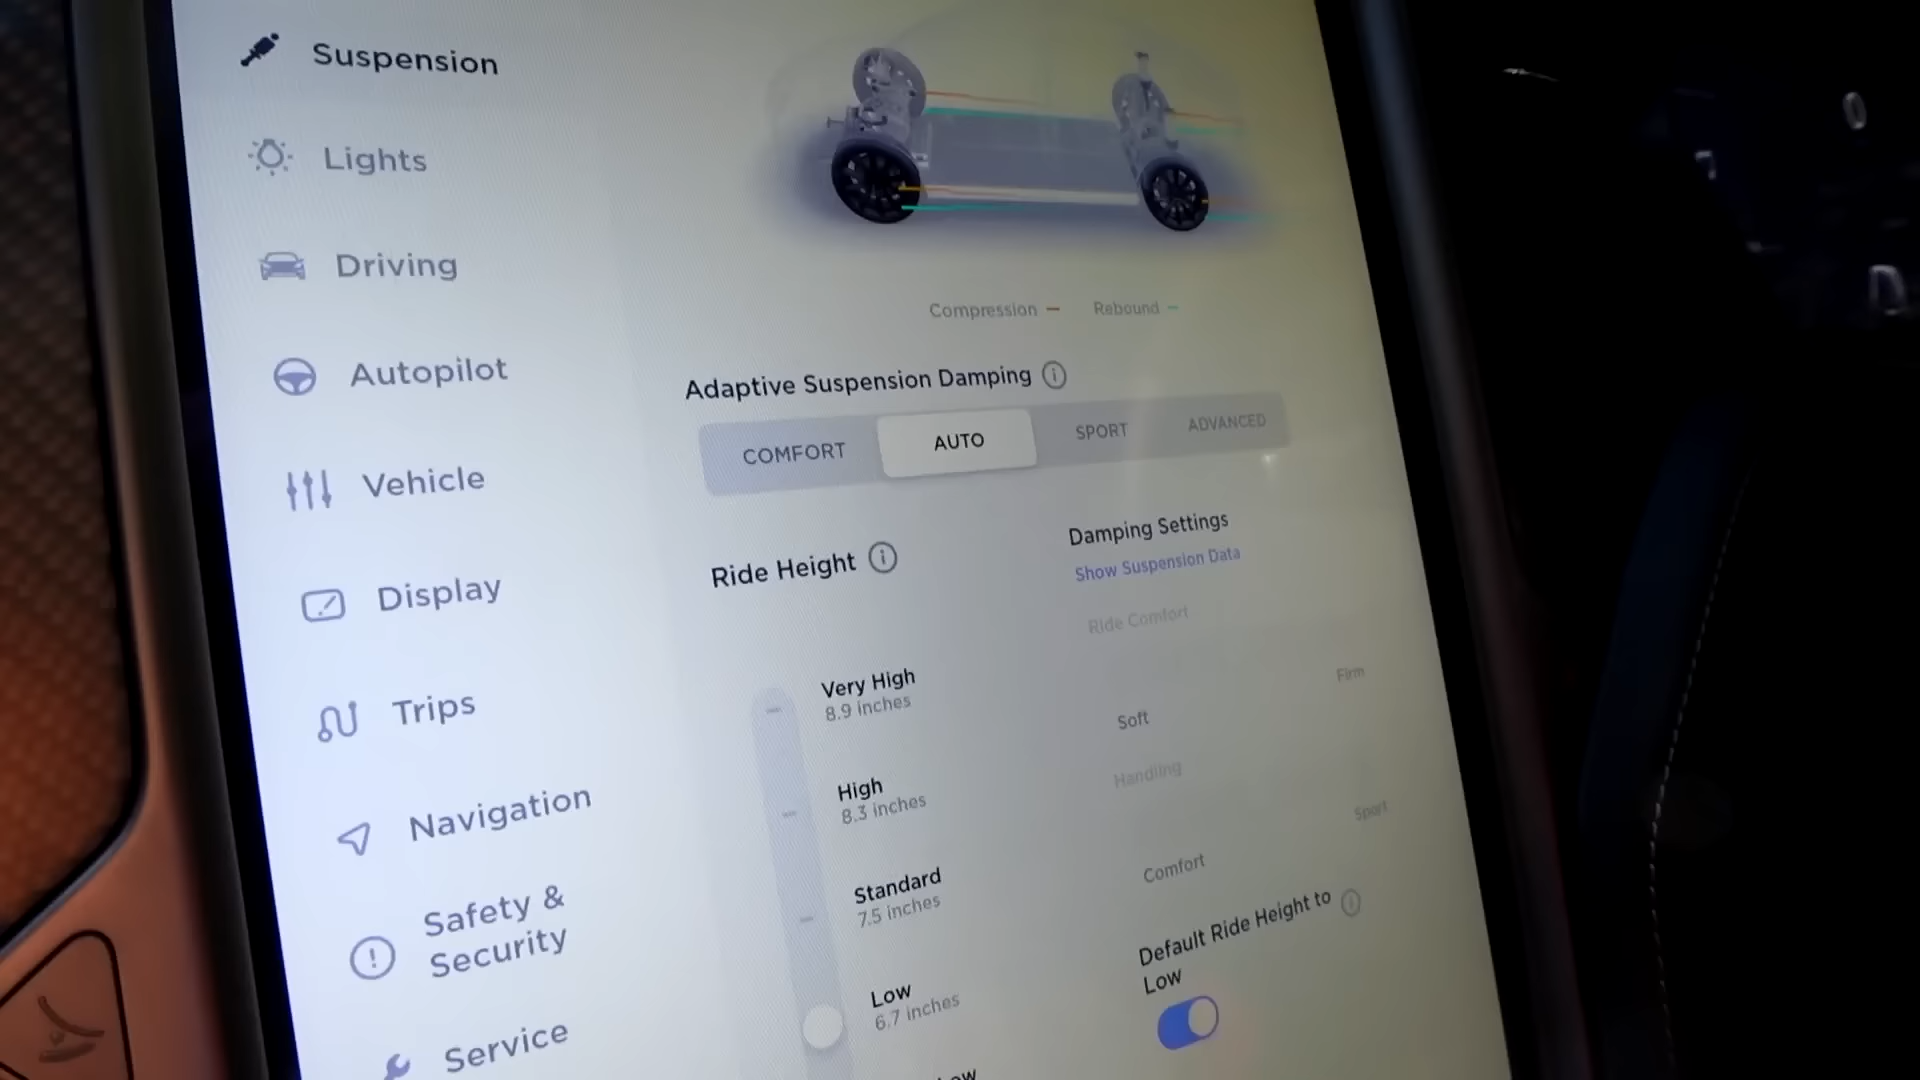 Suspension
Lights
Driving
Autopilot
Vehicle
Display
Trips
Navigation
Safety &
Security
Service
Compression
Rebound
Adaptive Suspension Damping
COMFORT
AUTO
SPORT
ADVANCED
Ride Height
Very High
8.9 inches
High
8.3 inches
Standard
7.5 inches
Low
6.7 inches
Damping Settings
Show Suspension Data
Ride Comfort
Firm
Soft
Handling
Sport
Comfort
Default Ride Height to
Low